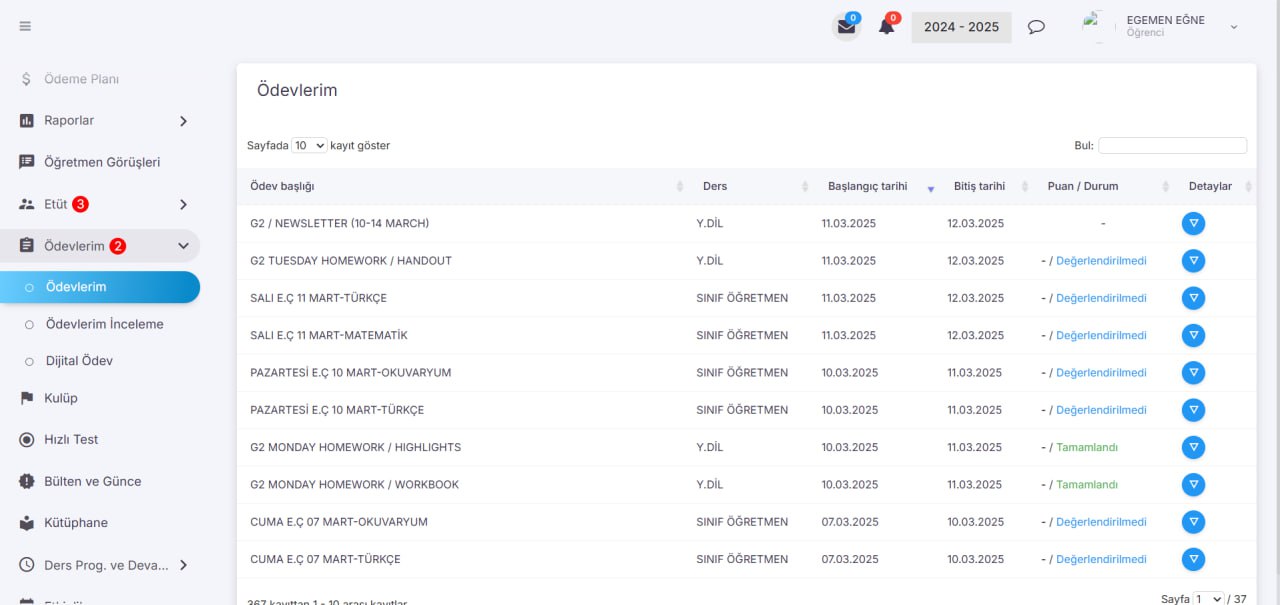 0
0
2024 - 2025
EGEMEN EĞNE
Öğrenci
Ödeme Planı
Raporlar
Öğretmen Görüşleri
Etüt 3
Ödevlerim 2
Ödevlerim
Ödevlerim İnceleme
Dijital Ödev
Kulüp
Hızlı Test
Bülten ve Günce
Kütüphane
Ders Prog. ve Deva...
Ödevlerim
Sayfada 10 kayıt göster
Bul:
Ödev başlığı Ders Başlangıç tarihi Bitiş tarihi Puan / Durum Detaylar
G2 / NEWSLETTER (10-14 MARCH) Y.DİL 11.03.2025 12.03.2025 -
G2 TUESDAY HOMEWORK / HANDOUT Y.DİL 11.03.2025 12.03.2025 - / Değerlendirilmedi
SALI E.Ç 11 MART-TÜRKÇE SINIF ÖĞRETMEN 11.03.2025 12.03.2025 - / Değerlendirilmedi
SALI E.Ç 11 MART-MATEMATİK SINIF ÖĞRETMEN 11.03.2025 12.03.2025 - / Değerlendirilmedi
PAZARTESİ E.Ç 10 MART-OKUVARYUM SINIF ÖĞRETMEN 10.03.2025 11.03.2025 - / Değerlendirilmedi
PAZARTESİ E.Ç 10 MART-TÜRKÇE SINIF ÖĞRETMEN 10.03.2025 11.03.2025 - / Değerlendirilmedi
G2 MONDAY HOMEWORK / HIGHLIGHTS Y.DİL 10.03.2025 11.03.2025 - / Tamamlandı
G2 MONDAY HOMEWORK / WORKBOOK Y.DİL 10.03.2025 11.03.2025 - / Tamamlandı
CUMA E.Ç 07 MART-OKUVARYUM SINIF ÖĞRETMEN 07.03.2025 10.03.2025 - / Değerlendirilmedi
CUMA E.Ç 07 MART-TÜRKÇE SINIF ÖĞRETMEN 07.03.2025 10.03.2025 - / Değerlendirilmedi
367 kayıttan 1 - 10 arası kayıtlar
Sayfa 1 / 37